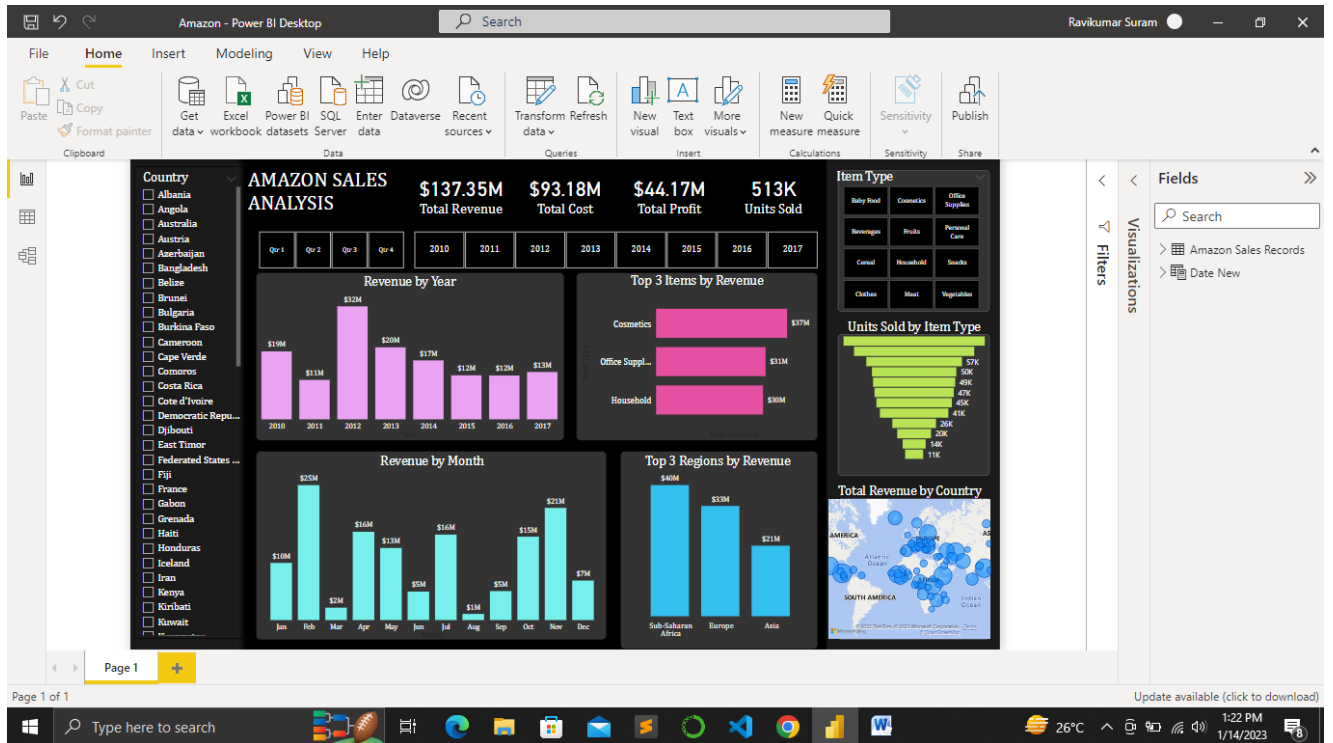 Amazon - Power BI Desktop
Search
Ravikumar Suram
File Home Insert Modeling View Help
Paste
Cut
Copy
Format painter
Clipboard
Get data
Excel workbook
Power BI datasets
SQL Server
Enter data
Dataverse
Recent sources
Data
Transform data
Refresh
Queries
New visual
Text box
More visuals
Insert
New measure
Quick measure
Calculations
Sensitivity
Sensitivity
Publish
Share
Country
Albania
Angola
Australia
Austria
Azerbaijan
Bangladesh
Belize
Brunei
Bulgaria
Burkina Faso
Cameroon
Cape Verde
Comoros
Costa Rica
Cote d'Ivoire
Democratic Repu...
Djibouti
East Timor
Federated States ...
Fiji
France
Gabon
Grenada
Haiti
Honduras
Iceland
Iran
Kenya
Kiribati
Kuwait
AMAZON SALES
ANALYSIS
$137.35M
Total Revenue
$93.18M
Total Cost
$44.17M
Total Profit
513K
Units Sold
Qtr 1 Qtr 2 Qtr 3 Qtr 4
2010 2011 2012 2013 2014 2015 2016 2017
Revenue by Year
$19M $11M $32M $20M $17M $12M $12M $13M
2010 2011 2012 2013 2014 2015 2016 2017
Year
Top 3 Items by Revenue
Cosmetics $37M
Office Suppl... $31M
Household $30M
Revenue by Month
$10M $25M $2M $16M $13M $5M $16M $1M $5M $15M $21M $7M
Jan Feb Mar Apr May Jun Jul Aug Sep Oct Nov Dec
Top 3 Regions by Revenue
$40M $33M $21M
Sub-Saharan Africa
Europe
Asia
Item Type
Baby Food Cosmetics Office Supplies
Beverages Fruits Personal Care
Cereal Household Snacks
Clothes Meat Vegetables
Units Sold by Item Type
57K
50K
49K
47K
45K
41K
26K
20K
14K
11K
Total Revenue by Country
AMERICA
EUROPE
AS
Atlantic
Ocean
AFRICA
SOUTH AMERICA
Indian
Ocean
Filters
Visualizations
Fields
Search
Amazon Sales Records
Date New
Page 1
Page 1 of 1
Update available (click to download)
Type here to search
26°C
1:22 PM
1/14/2023
8